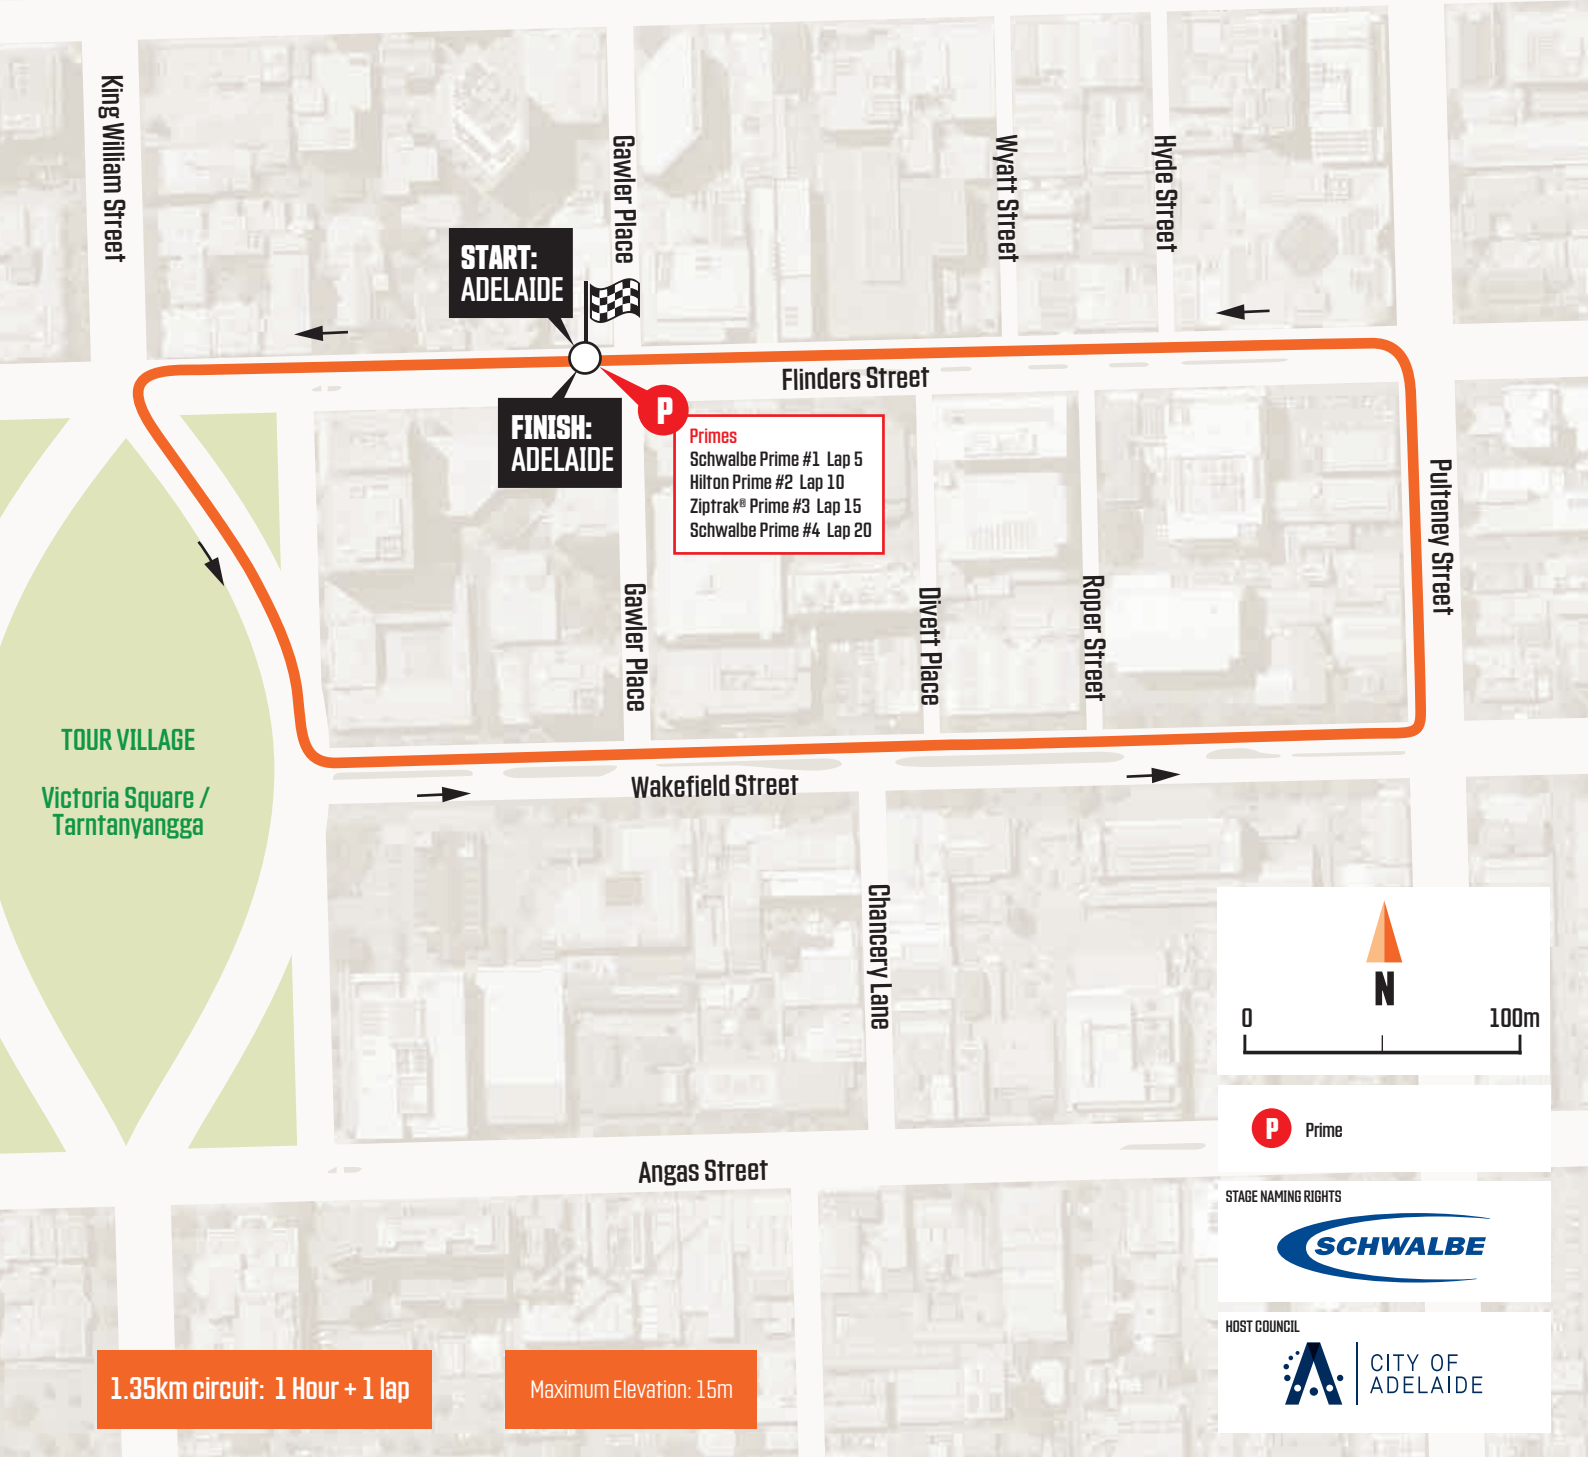 King William Street
Gawler Place
Wyatt Street
Hyde Street
START:
ADELAIDE
Flinders Street
FINISH:
ADELAIDE
P
Primes
Schwalbe Prime #1 Lap 5
Hilton Prime #2 Lap 10
Ziptrak® Prime #3 Lap 15
Schwalbe Prime #4 Lap 20
Pulteney Street
Gawler Place
Divett Place
Roper Street
TOUR VILLAGE
Victoria Square /
Tarntanyangga
Wakefield Street
Chancery Lane
N
0 100m
P Prime
Angas Street
STAGE NAMING RIGHTS
SCHWALBE
HOST COUNCIL
CITY OF
ADELAIDE
1.35km circuit: 1 Hour + 1 lap
Maximum Elevation: 15m